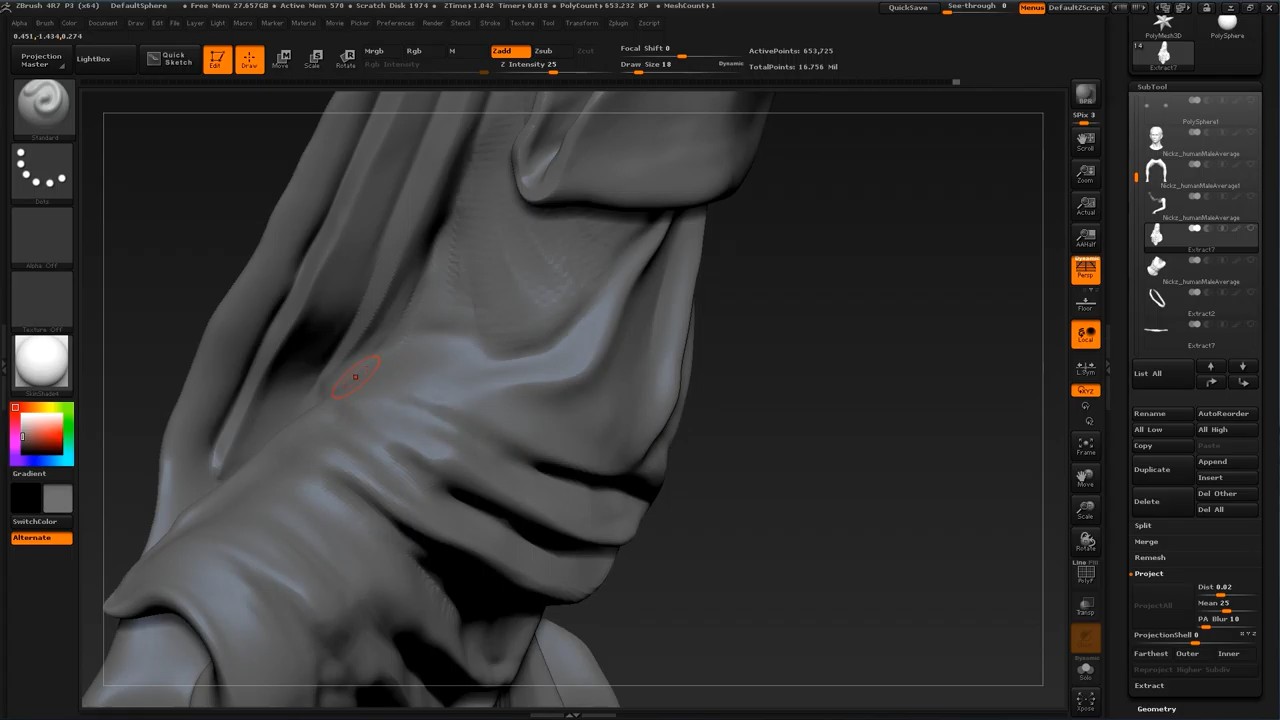 ZBrush 4R7 P3 (x64) DefaultSphere • Free Mem 27.657GB • Active Mem 570 • Scratch Disk 1974 • ZTime▸1.042 Timer▸0.018 • PolyCount▸653.232 KP • MeshCount▸1 QuickSave See-through 0 Menus DefaultZScript
Alpha Brush Color Document Draw Edit File Layer Light Macro Marker Material Movie Picker Preferences Render Stencil Stroke Texture Tool Transform Zplugin Zscript
0.451,-1.434,0.274
Projection Master
LightBox
Quick Sketch
Edit
Draw
Move
Scale
Rotate
Mrgb Rgb M
Rgb Intensity
Zadd Zsub Zcut
Z Intensity 25
Focal Shift 0
Draw Size 18
Dynamic
ActivePoints: 653,725
TotalPoints: 16.756 Mil
Standard
Dots
Alpha Off
Texture Off
SkinShade4
Gradient
SwitchColor
Alternate
BPR
SPix 3
Scroll
Zoom
Actual
AAHalf
Dynamic
Persp
Floor
Local
L.Sym
XYZ
Frame
Move
Scale
Rotate
Line Fill
PolyF
Transp
Dynamic
Solo
Xpose
PolyMesh3D
PolySphere
14
Extract7
SubTool
PolySphere1
Nickz_humanMaleAverage
Nickz_humanMaleAverage1
Nickz_humanMaleAverage
Extract7
Nickz_humanMaleAverage
Extract2
Extract7
List All
Rename AutoReorder
All Low All High
Copy Paste
Duplicate
Append
Insert
Delete
Del Other
Del All
Split
Merge
Remesh
Project
ProjectAll
Dist 0.02
Mean 25
PA Blur 10
ProjectionShell 0
X Y Z
Farthest Outer Inner
Reproject Higher Subdiv
Extract
Geometry